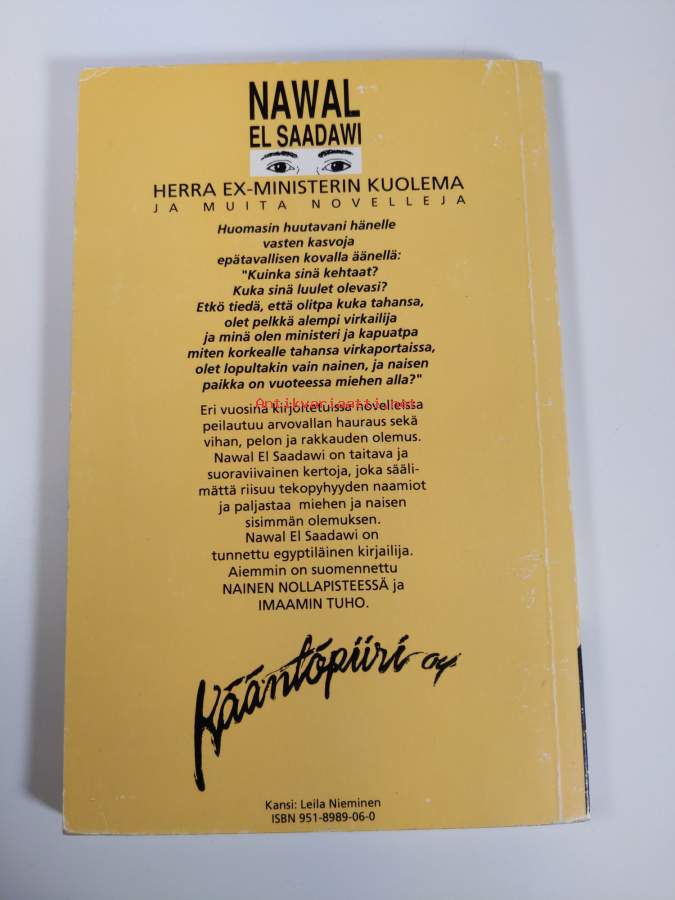 NAWAL
EL SAADAWI
HERRA EX-MINISTERIN KUOLEMA
JA MUITA NOVELLEJA
Huomasin huutavani hänelle
vasten kasvoja
epätavallisen kovalla äänellä:
"Kuinka sinä kehtaat?
Kuka sinä luulet olevasi?
Etkö tiedä, että olitpa kuka tahansa,
olet pelkkä alempi virkailija
ja minä olen ministeri ja kapuatpa
miten korkealle tahansa virkaportaissa,
olet lopultakin vain nainen, ja naisen
paikka on vuoteessa miehen alla?"
Antikvariaatti.net
Eri vuosina kirjoitetuissa novelleissa
peilautuu arvovallan hauraus sekä
vihan, pelon ja rakkauden olemus.
Nawal El Saadawi on taitava ja
suoraviivainen kertoja, joka sääli-
mättä riisuu tekopyhyyden naamiot
ja paljastaa miehen ja naisen
sisimmän olemuksen.
Nawal El Saadawi on
tunnettu egyptiläinen kirjailija.
Aiemmin on suomennettu
NAINEN NOLLAPISTEESSÄ ja
IMAAMIN TUHO.
Kääntöpiiri oy
Kansi: Leila Nieminen
ISBN 951-8989-06-0